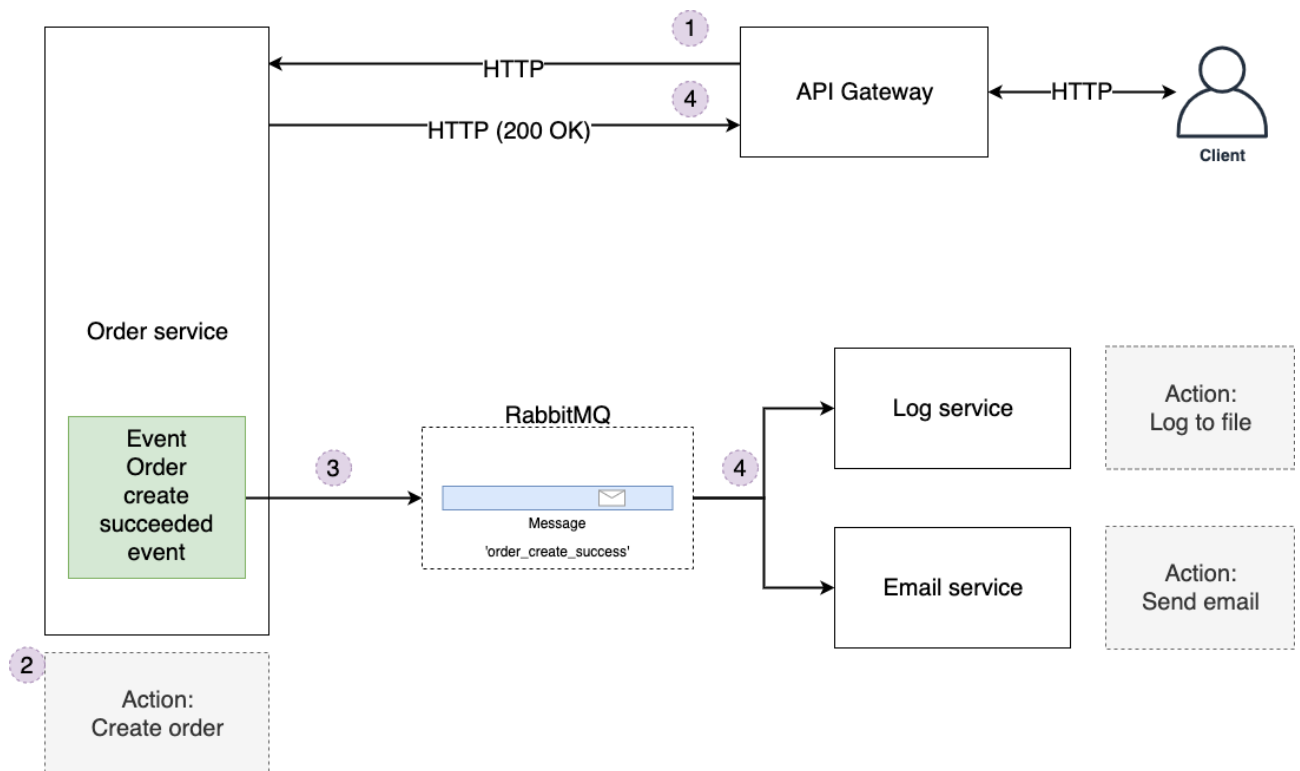 1
HTTP
4
HTTP (200 OK)
API Gateway
HTTP
Client
Order service
Event
Order
create
succeeded
event
3
RabbitMQ
Message
'order_create_success'
4
Log service
Action:
Log to file
Email service
Action:
Send email
2
Action:
Create order